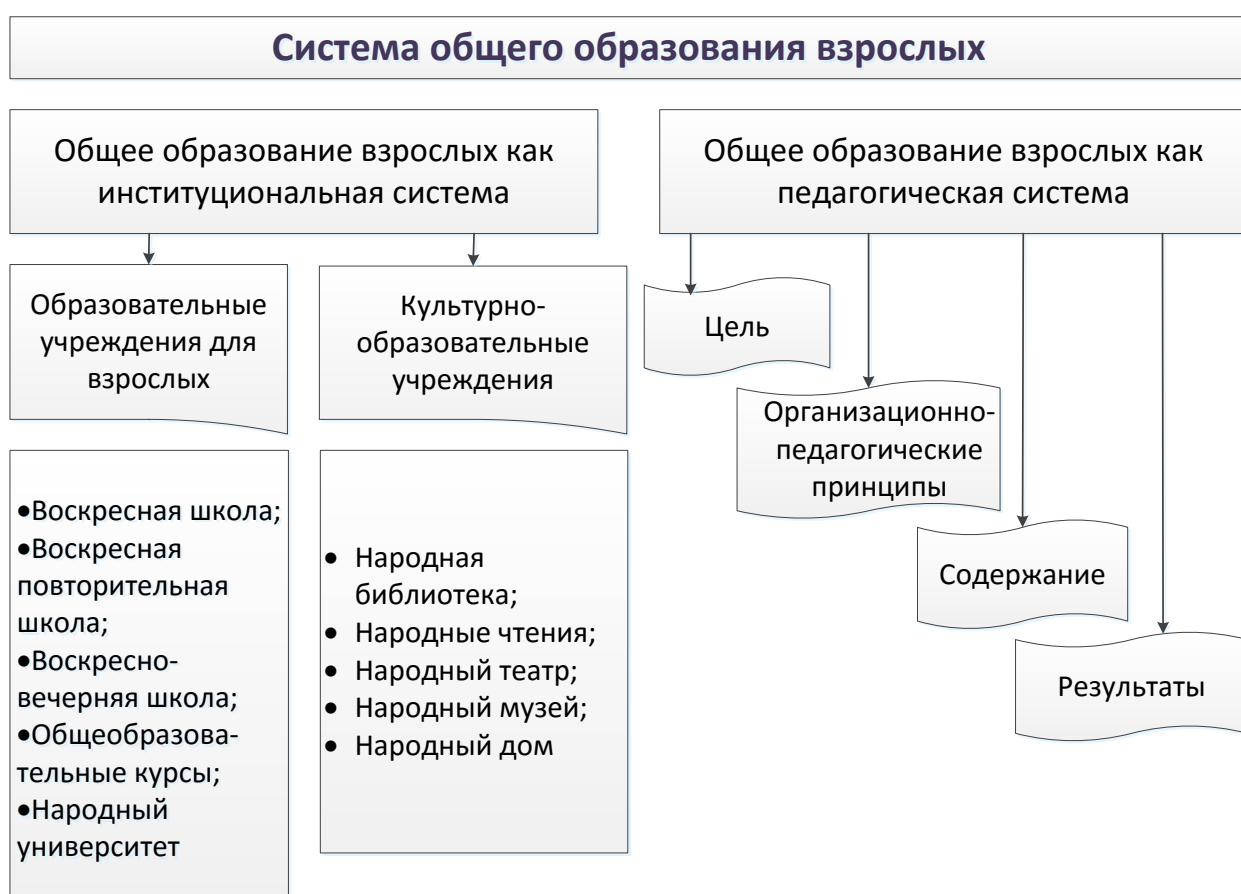 Система общего образования взрослых
Общее образование взрослых как
институциональная система
Общее образование взрослых как
педагогическая система
Образовательные
учреждения для
взрослых
Культурно-
образовательные
учреждения
Цель
Организационно-
педагогические
принципы
Содержание
Результаты
•Воскресная школа;
•Воскресная
повторительная
школа;
•Воскресно-
вечерняя школа;
•Общеобразова-
тельные курсы;
•Народный
университет
• Народная
библиотека;
• Народные чтения;
• Народный театр;
• Народный музей;
• Народный дом